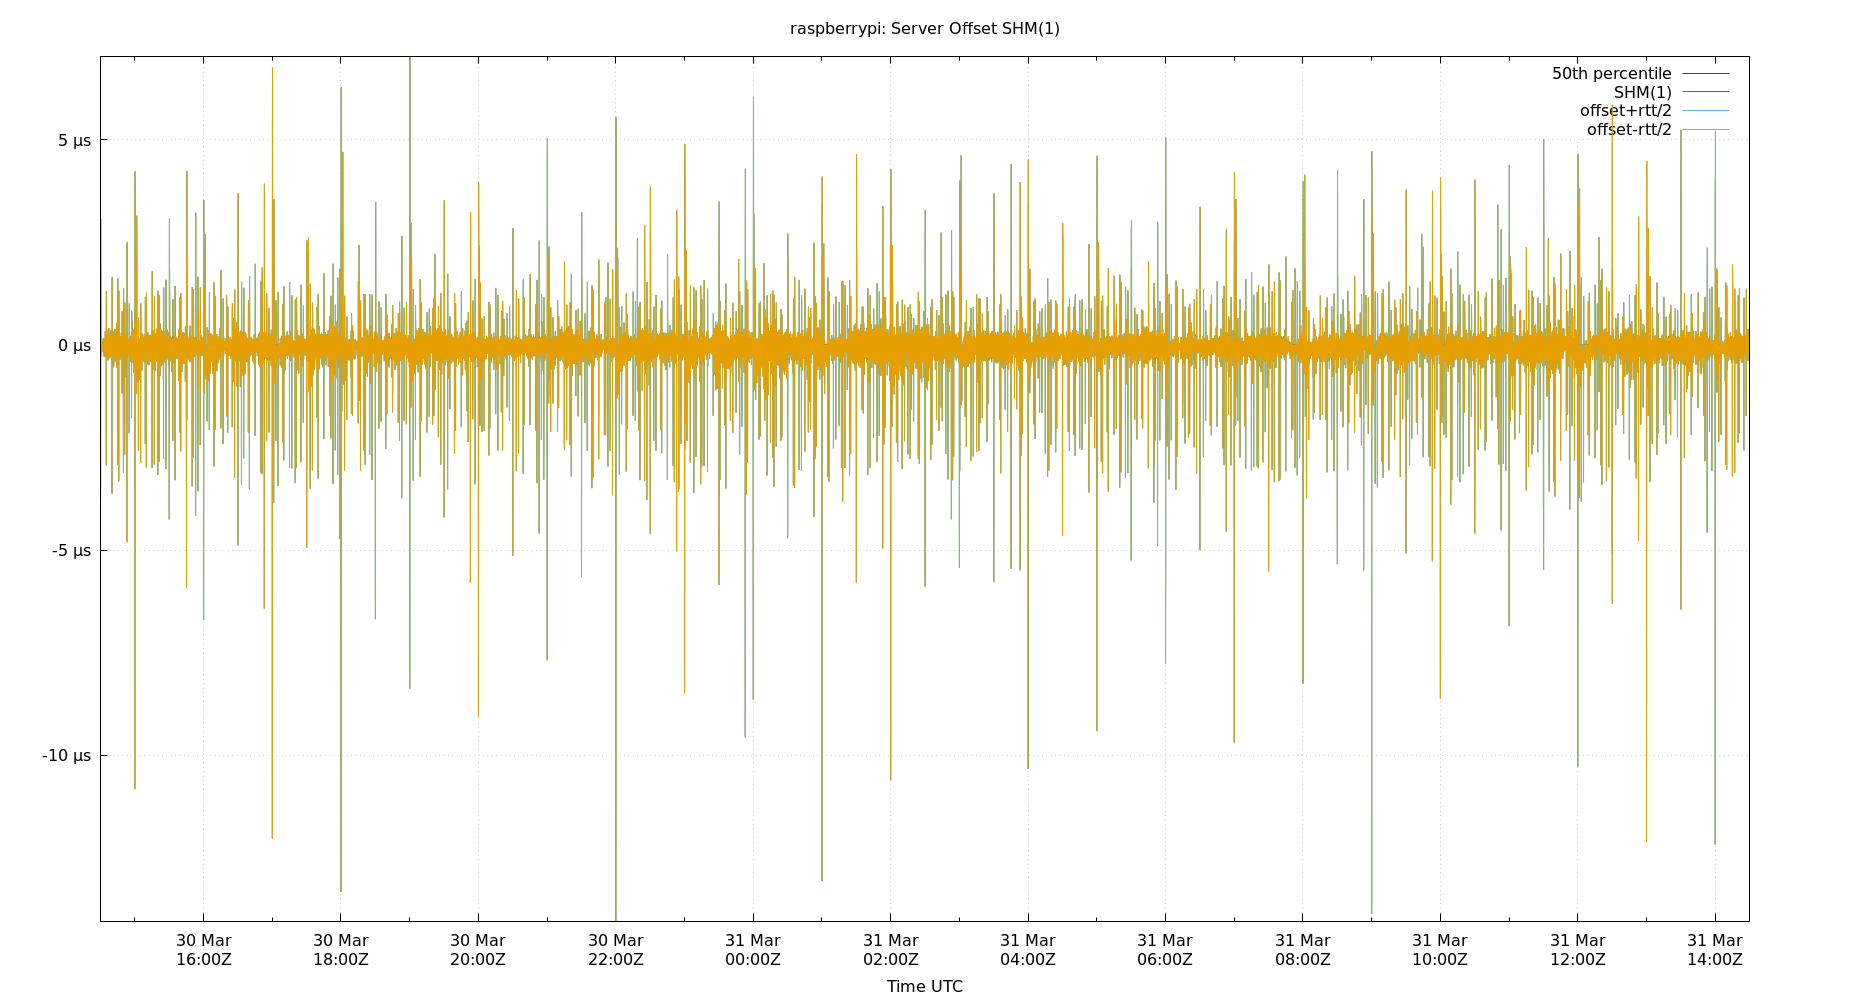 raspberrypi: Server Offset SHM(1)
50th percentile
SHM(1)
offset+rtt/2
offset-rtt/2
5 µs
0 µs
-5 µs
-10 µs
30 Mar 30 Mar 30 Mar 30 Mar 31 Mar 31 Mar 31 Mar 31 Mar 31 Mar 31 Mar 31 Mar 31 Mar
16:00Z 18:00Z 20:00Z 22:00Z 00:00Z 02:00Z 04:00Z 06:00Z 08:00Z 10:00Z 12:00Z 14:00Z
Time UTC